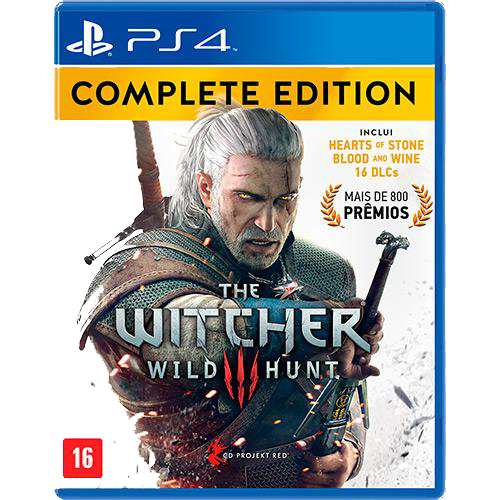 PS4
COMPLETE EDITION
INCLUI
HEARTS OF STONE
BLOOD AND WINE
16 DLCs
MAIS DE 800
PRÊMIOS
THE
WITCHER
WILD III HUNT
CD PROJEKT RED
16